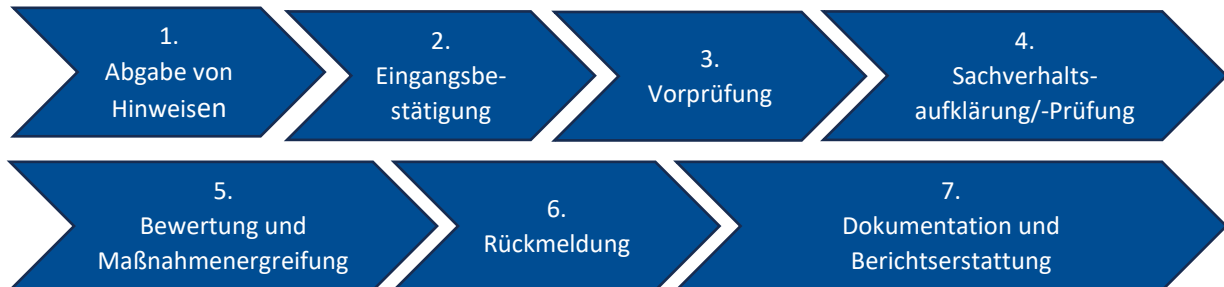 1.
Abgabe von
Hinweisen
2.
Eingangsbe-
stätigung
3.
Vorprüfung
4.
Sachverhalts-
aufklärung/-Prüfung
5.
Bewertung und
Maßnahmenergreifung
6.
Rückmeldung
7.
Dokumentation und
Berichtserstattung